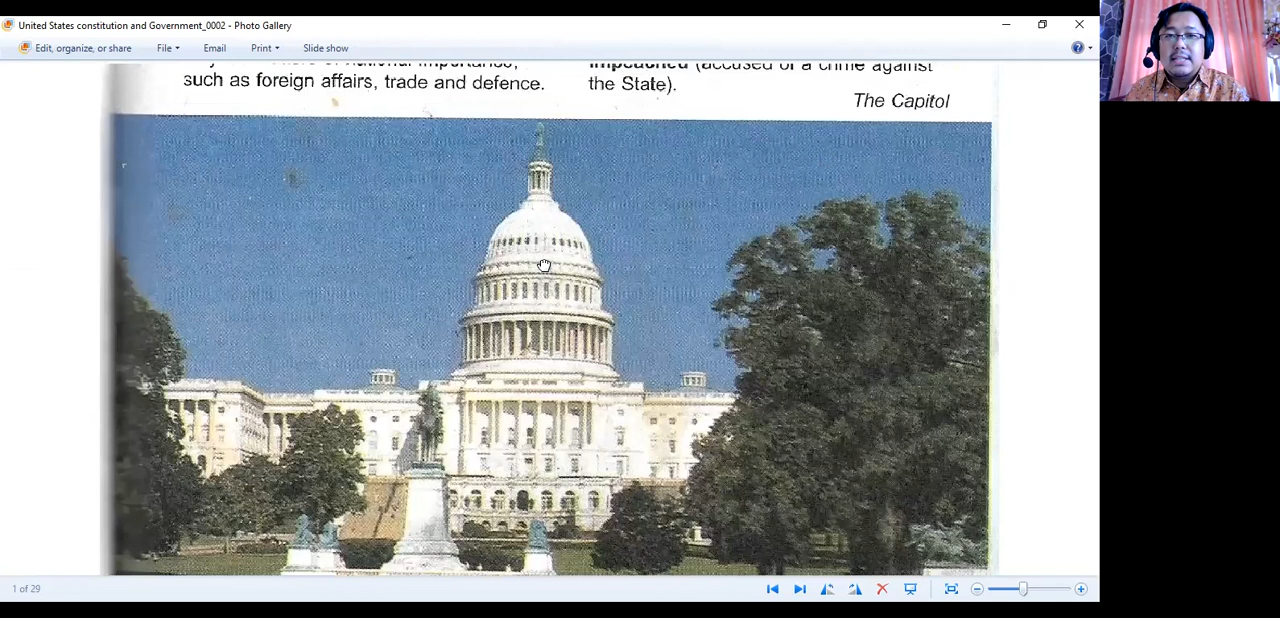 United States constitution and Government_0002 - Photo Gallery
Edit, organize, or share File Email Print Slide show
such as foreign affairs, trade and defence.
impeached (accused of a crime against
the State).
The Capitol
1 of 29